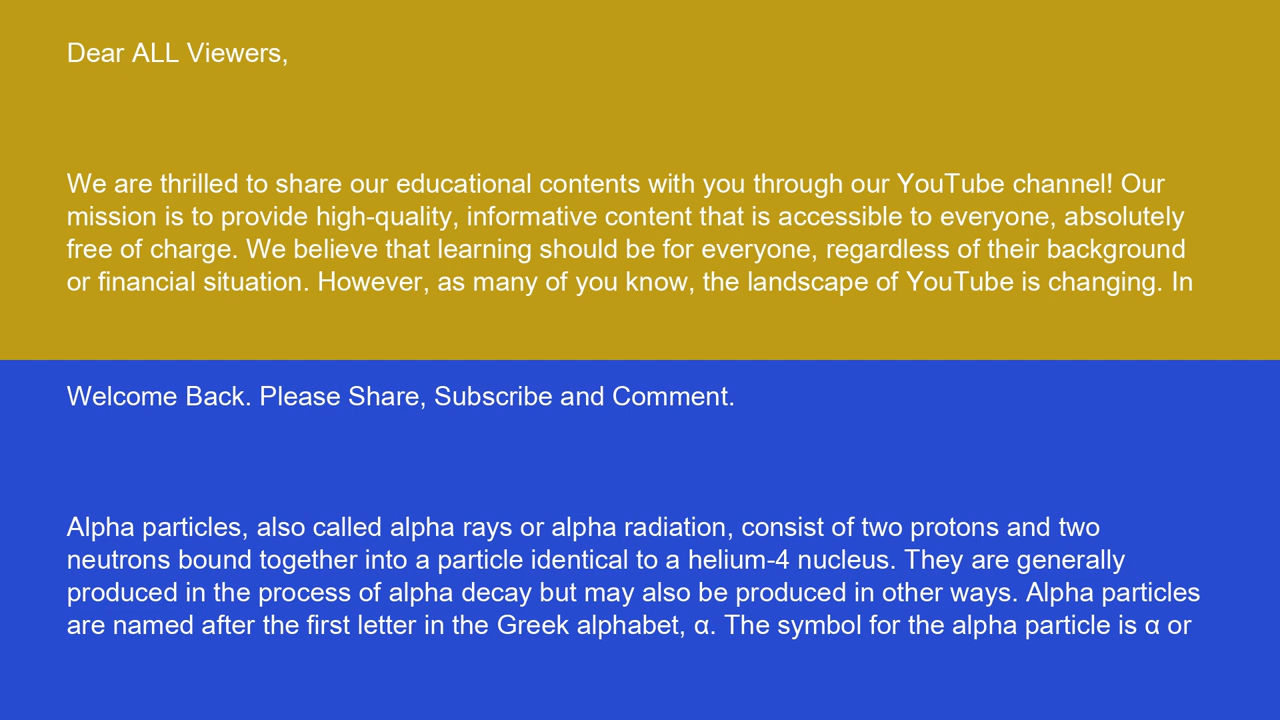 Dear ALL Viewers,
We are thrilled to share our educational contents with you through our YouTube channel! Our
mission is to provide high-quality, informative content that is accessible to everyone, absolutely
free of charge. We believe that learning should be for everyone, regardless of their background
or financial situation. However, as many of you know, the landscape of YouTube is changing. In
Welcome Back. Please Share, Subscribe and Comment.
Alpha particles, also called alpha rays or alpha radiation, consist of two protons and two
neutrons bound together into a particle identical to a helium-4 nucleus. They are generally
produced in the process of alpha decay but may also be produced in other ways. Alpha particles
are named after the first letter in the Greek alphabet, α. The symbol for the alpha particle is α or